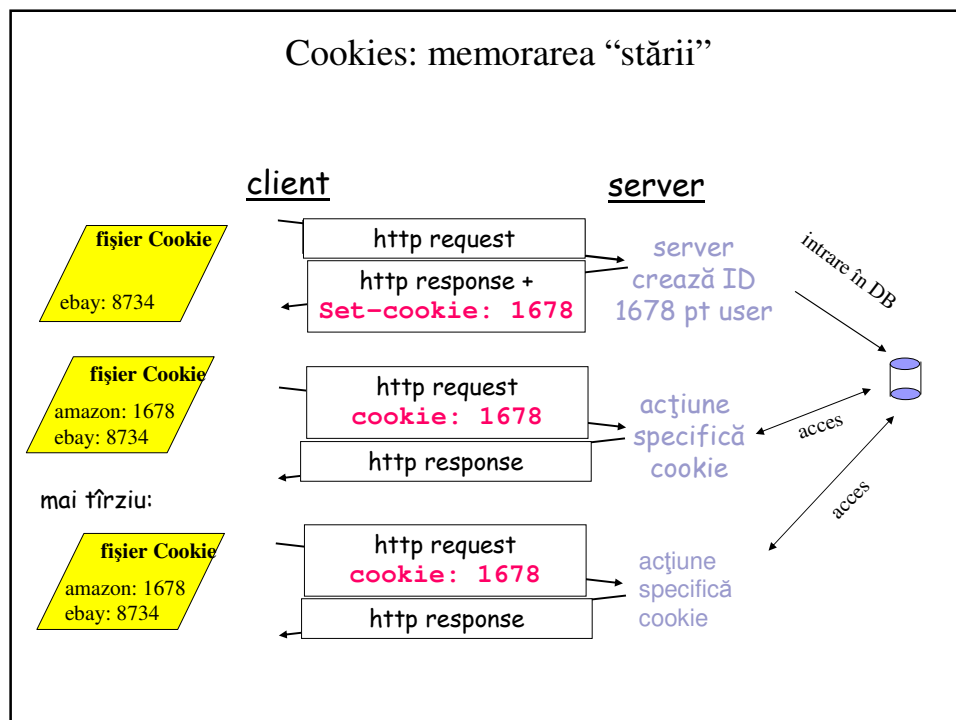 Cookies: memorarea “stării”
client
server
fişier Cookie
ebay: 8734
http request
http response +
Set-cookie: 1678
server
crează ID
1678 pt user
intrare în DB
fişier Cookie
amazon: 1678
ebay: 8734
http request
cookie: 1678
http response
acţiune
specifică
cookie
acces
acces
mai tîrziu:
fişier Cookie
amazon: 1678
ebay: 8734
http request
cookie: 1678
http response
acţiune
specifică
cookie